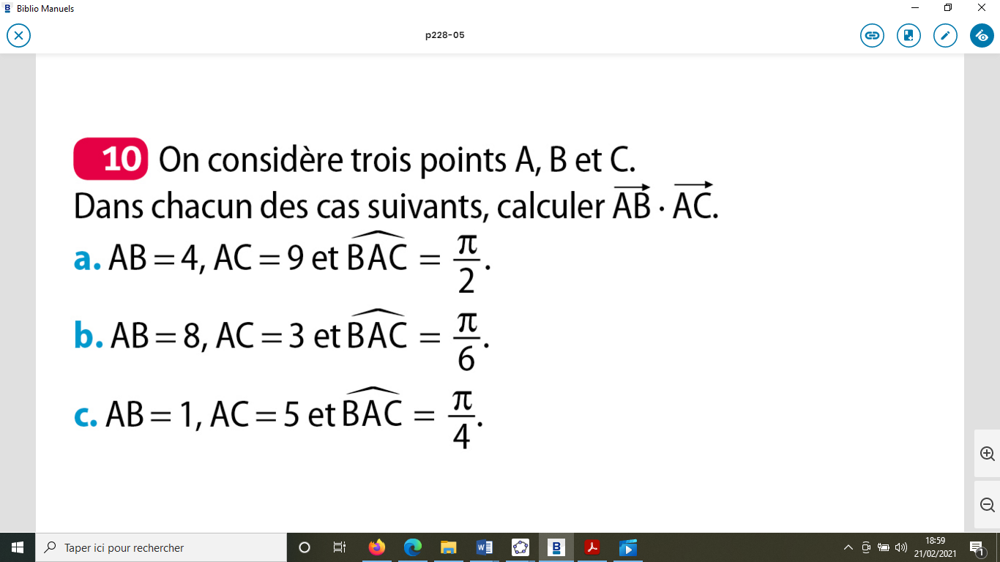 Biblio Manuels
p228-05
10 On considère trois points A, B et C.
Dans chacun des cas suivants, calculer $\overrightarrow{AB} \cdot \overrightarrow{AC}$.
a. AB = 4, AC = 9 et $\widehat{BAC} = \frac{\pi}{2}$.
b. AB = 8, AC = 3 et $\widehat{BAC} = \frac{\pi}{6}$.
c. AB = 1, AC = 5 et $\widehat{BAC} = \frac{\pi}{4}$.
Taper ici pour rechercher
18:59
21/02/2021
1